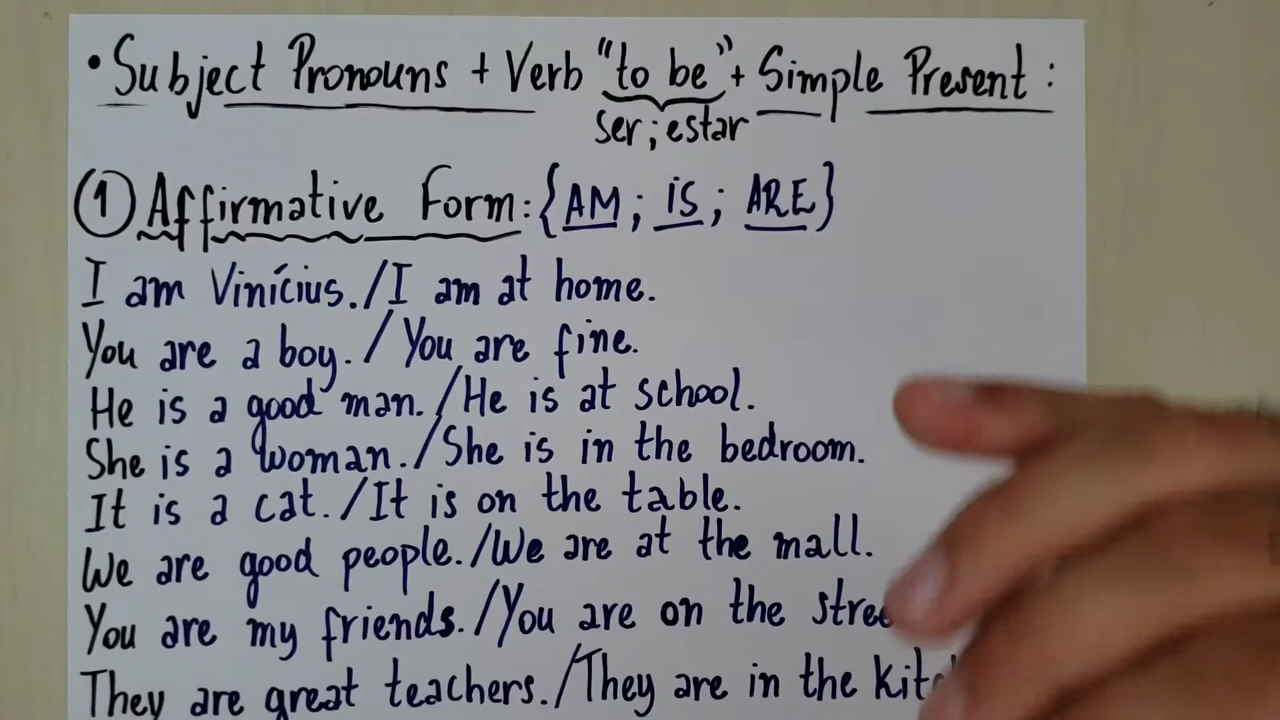 • Subject Pronouns + Verb "to be" + Simple Present:
ser; estar
① Affirmative Form: {AM; IS; ARE}
I am Vinícius./I am at home.
You are a boy./You are fine.
He is a good man./He is at school.
She is a woman./She is in the bedroom.
It is a cat./It is on the table.
We are good people./We are at the mall.
You are my friends./You are on the
They are great teachers./They are in the